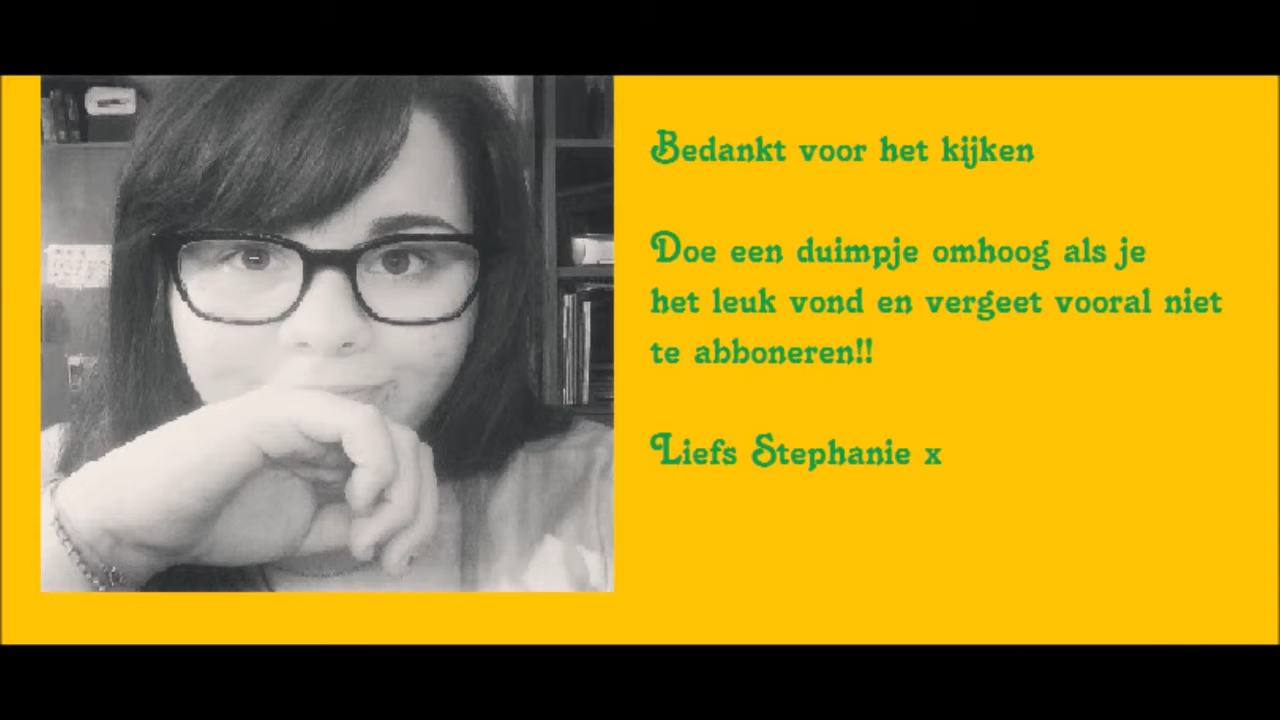 Bedankt voor het kijken
Doe een duimpje omhoog als je
het leuk vond en vergeet vooral niet
te abboneren!!
Liefs Stephanie x